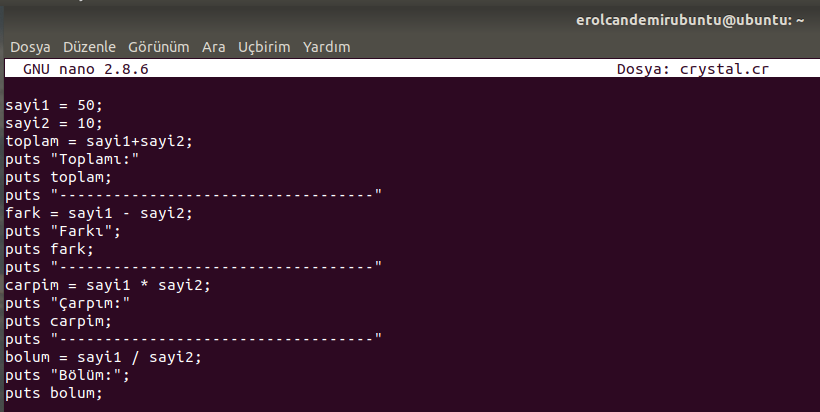 erolcandemirubuntu@ubuntu: ~
Dosya Düzenle Görünüm Ara Uçbirim Yardım
GNU nano 2.8.6 Dosya: crystal.cr
sayi1 = 50;
sayi2 = 10;
toplam = sayi1+sayi2;
puts "Toplamı:"
puts toplam;
puts "-----------------------------------"
fark = sayi1 - sayi2;
puts "Farkı";
puts fark;
puts "-----------------------------------"
carpim = sayi1 * sayi2;
puts "Çarpım:"
puts carpim;
puts "-----------------------------------"
bolum = sayi1 / sayi2;
puts "Bölüm:";
puts bolum;